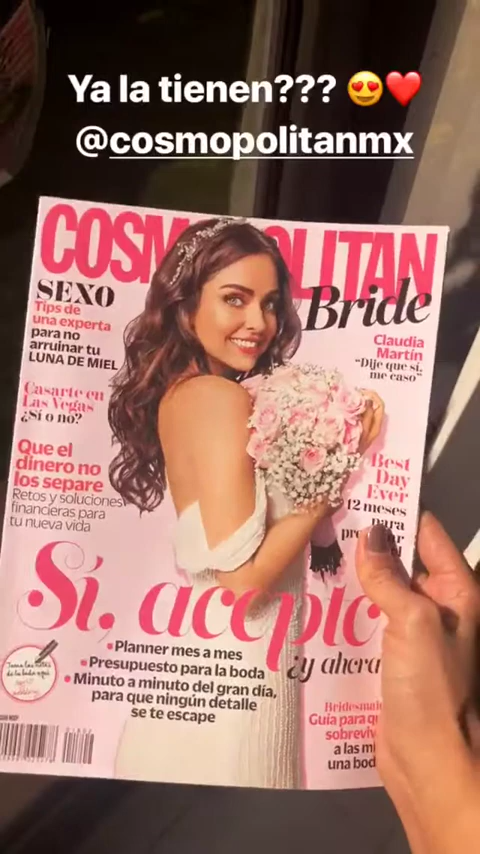 Ya la tienen??? 😍❤️
@cosmopolitanmx
COSMOPOLITAN
Bride
SEXO
Tips de
una experta
para no
arruinar tu
LUNA DE MIEL
Claudia
Martín
"Dije que sí,
me caso"
Casarte en
Las Vegas
¿Sí o no?
Que el
dinero no
los separe
Retos y soluciones
financieras para
tu nueva vida
Best
Day
Ever
12 meses
para
Sí, acepto
¿y ahora
• Planner mes a mes
• Presupuesto para la boda
• Minuto a minuto del gran día,
para que ningún detalle
se te escape
Guía para
sobreviv
a las
una bod